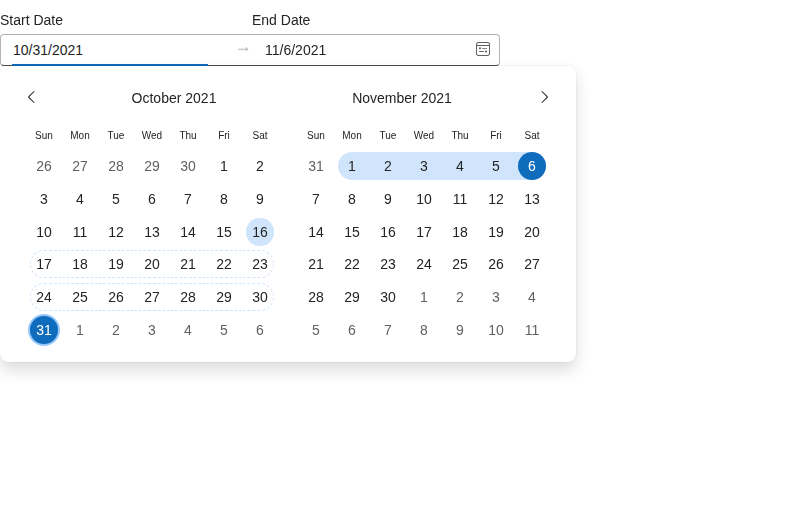 Start Date End Date
10/31/2021 → 11/6/2021
October 2021 November 2021
Sun Mon Tue Wed Thu Fri Sat Sun Mon Tue Wed Thu Fri Sat
26 27 28 29 30 1 2 31 1 2 3 4 5 6
3 4 5 6 7 8 9 7 8 9 10 11 12 13
10 11 12 13 14 15 16 14 15 16 17 18 19 20
17 18 19 20 21 22 23 21 22 23 24 25 26 27
24 25 26 27 28 29 30 28 29 30 1 2 3 4
31 1 2 3 4 5 6 5 6 7 8 9 10 11